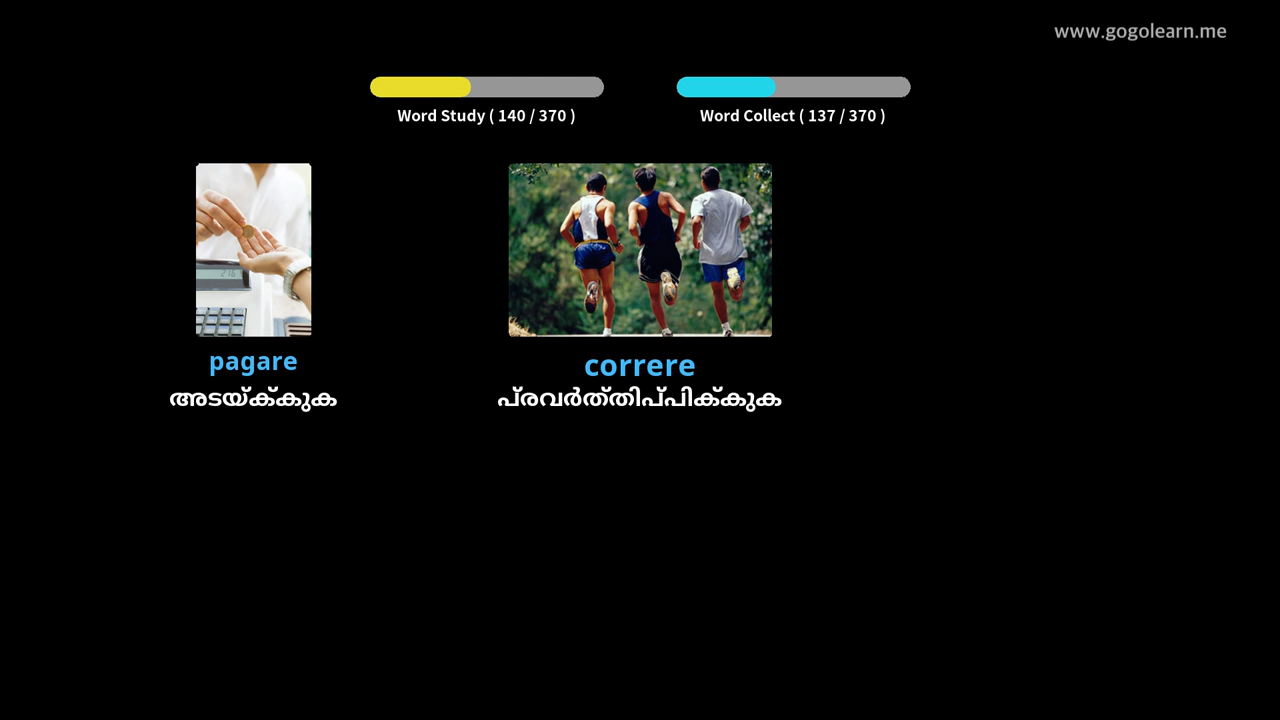 www.gogolearn.me
Word Study ( 140 / 370 )
Word Collect ( 137 / 370 )
pagare
അടയ്ക്കുക
correre
പ്രവർത്തിപ്പിക്കുക